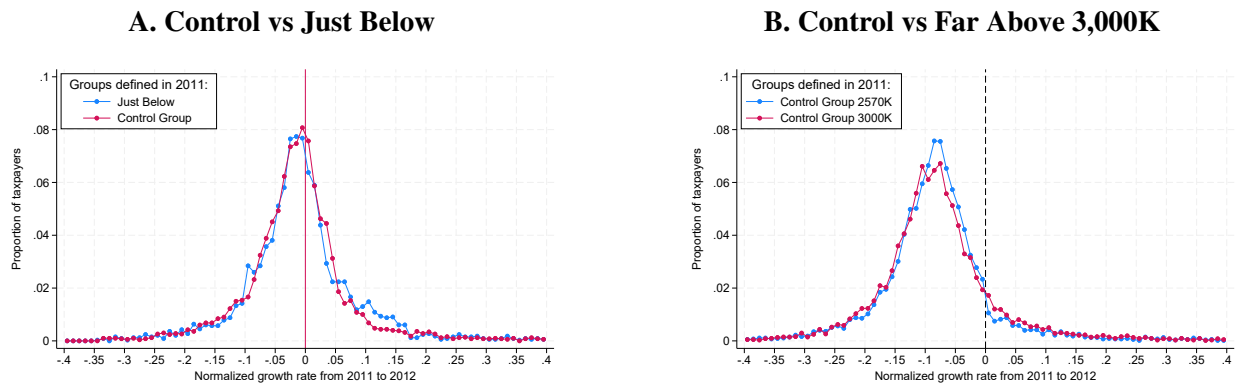 A. Control vs Just Below
Groups defined in 2011:
Just Below
Control Group
Proportion of taxpayers
.1
.08
.06
.04
.02
0
-.4 -.35 -.3 -.25 -.2 -.15 -.1 -.05 0 .05 .1 .15 .2 .25 .3 .35 .4
Normalized growth rate from 2011 to 2012
B. Control vs Far Above 3,000K
Groups defined in 2011:
Control Group 2570K
Control Group 3000K
Proportion of taxpayers
.1
.08
.06
.04
.02
0
-.4 -.35 -.3 -.25 -.2 -.15 -.1 -.05 0 .05 .1 .15 .2 .25 .3 .35 .4
Normalized growth rate from 2011 to 2012